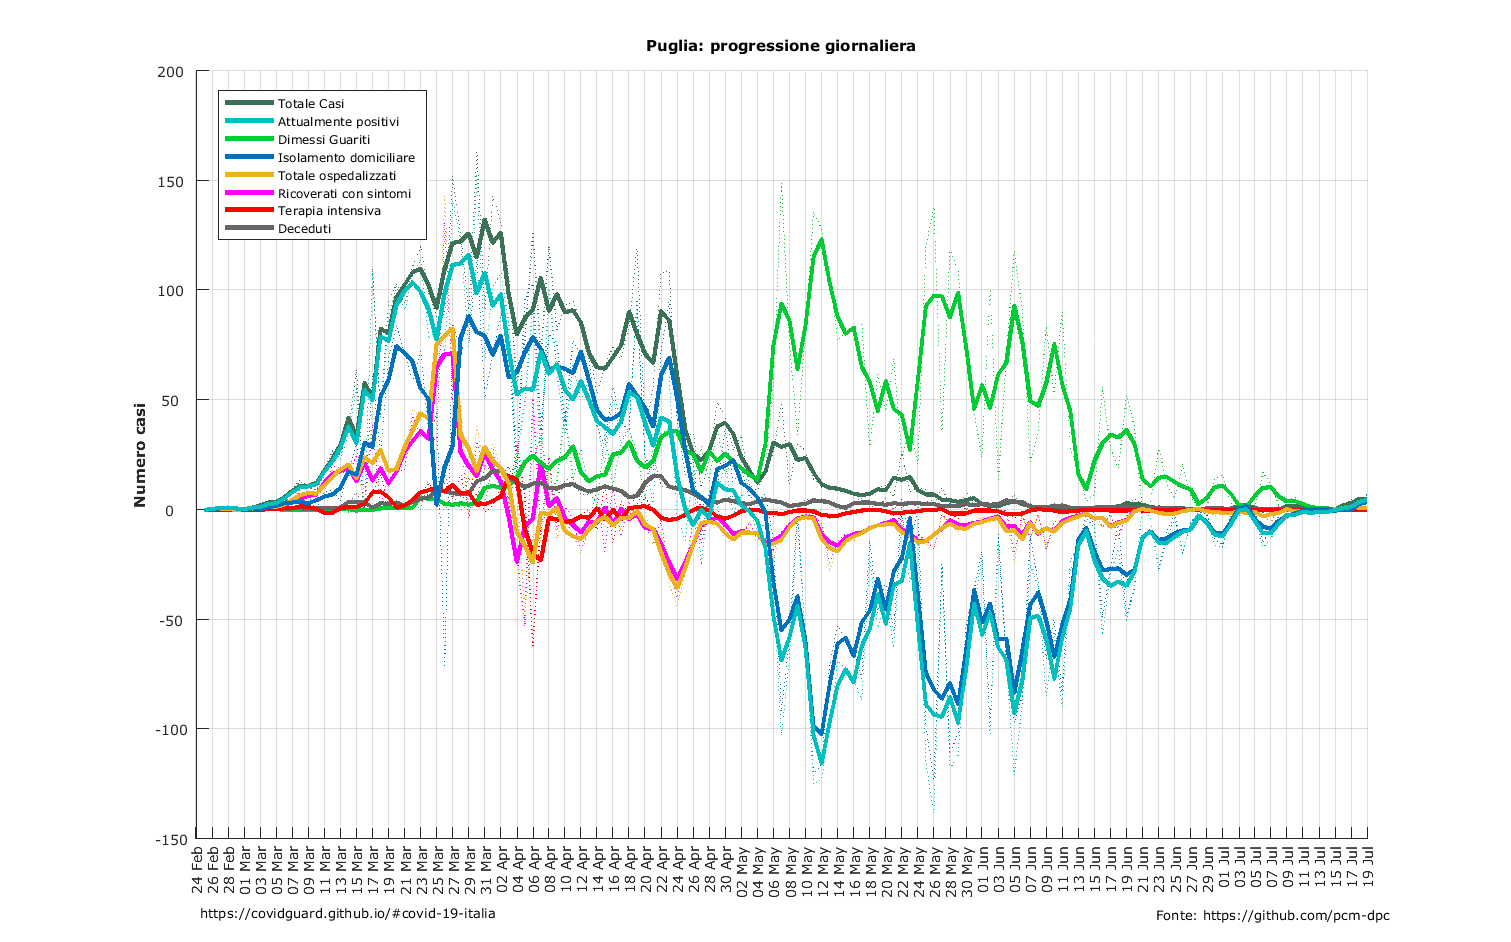 Puglia: progressione giornaliera
Numero casi
200
150
100
50
0
-50
-100
-150
Totale Casi
Attualmente positivi
Dimessi Guariti
Isolamento domiciliare
Totale ospedalizzati
Ricoverati con sintomi
Terapia intensiva
Deceduti
24 Feb
26 Feb
28 Feb
01 Mar
03 Mar
05 Mar
07 Mar
09 Mar
11 Mar
13 Mar
15 Mar
17 Mar
19 Mar
21 Mar
23 Mar
25 Mar
27 Mar
29 Mar
31 Mar
02 Apr
04 Apr
06 Apr
08 Apr
10 Apr
12 Apr
14 Apr
16 Apr
18 Apr
20 Apr
22 Apr
24 Apr
26 Apr
28 Apr
30 Apr
02 May
04 May
06 May
08 May
10 May
12 May
14 May
16 May
18 May
20 May
22 May
24 May
26 May
28 May
30 May
01 Jun
03 Jun
05 Jun
07 Jun
09 Jun
11 Jun
13 Jun
15 Jun
17 Jun
19 Jun
21 Jun
23 Jun
25 Jun
27 Jun
29 Jun
01 Jul
03 Jul
05 Jul
07 Jul
09 Jul
11 Jul
13 Jul
15 Jul
17 Jul
19 Jul
https://covidguard.github.io/#covid-19-italia
Fonte: https://github.com/pcm-dpc